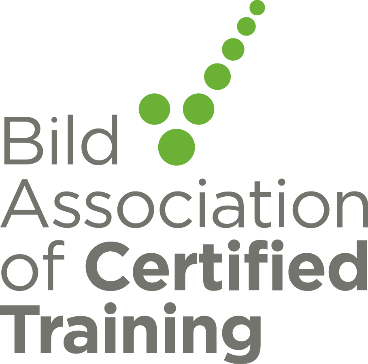 Bild
Association
of Certified
Training